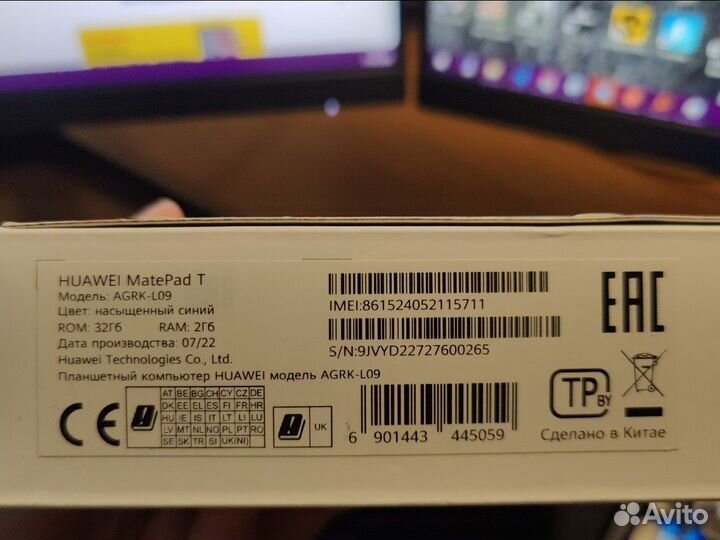 HUAWEI MatePad T
Модель: AGRK-L09
Цвет: насыщенный синий
ROM: 32Гб RAM: 2Гб
Дата производства: 07/22
Huawei Technologies Co., Ltd.
Планшетный компьютер HUAWEI модель AGRK-L09
IMEI:861524052115711
S/N:9JVYD22727600265
EAC
CE
AT BE BG CH CY CZ DE
DK EE EL ES FI FR HR
HU IE IS IT LT LI LU
LV MT NL NO PL PT RO
SE SK TR SI UK(NI)
UK
6 901443 445059
TP BY
Сделано в Китае
Avito